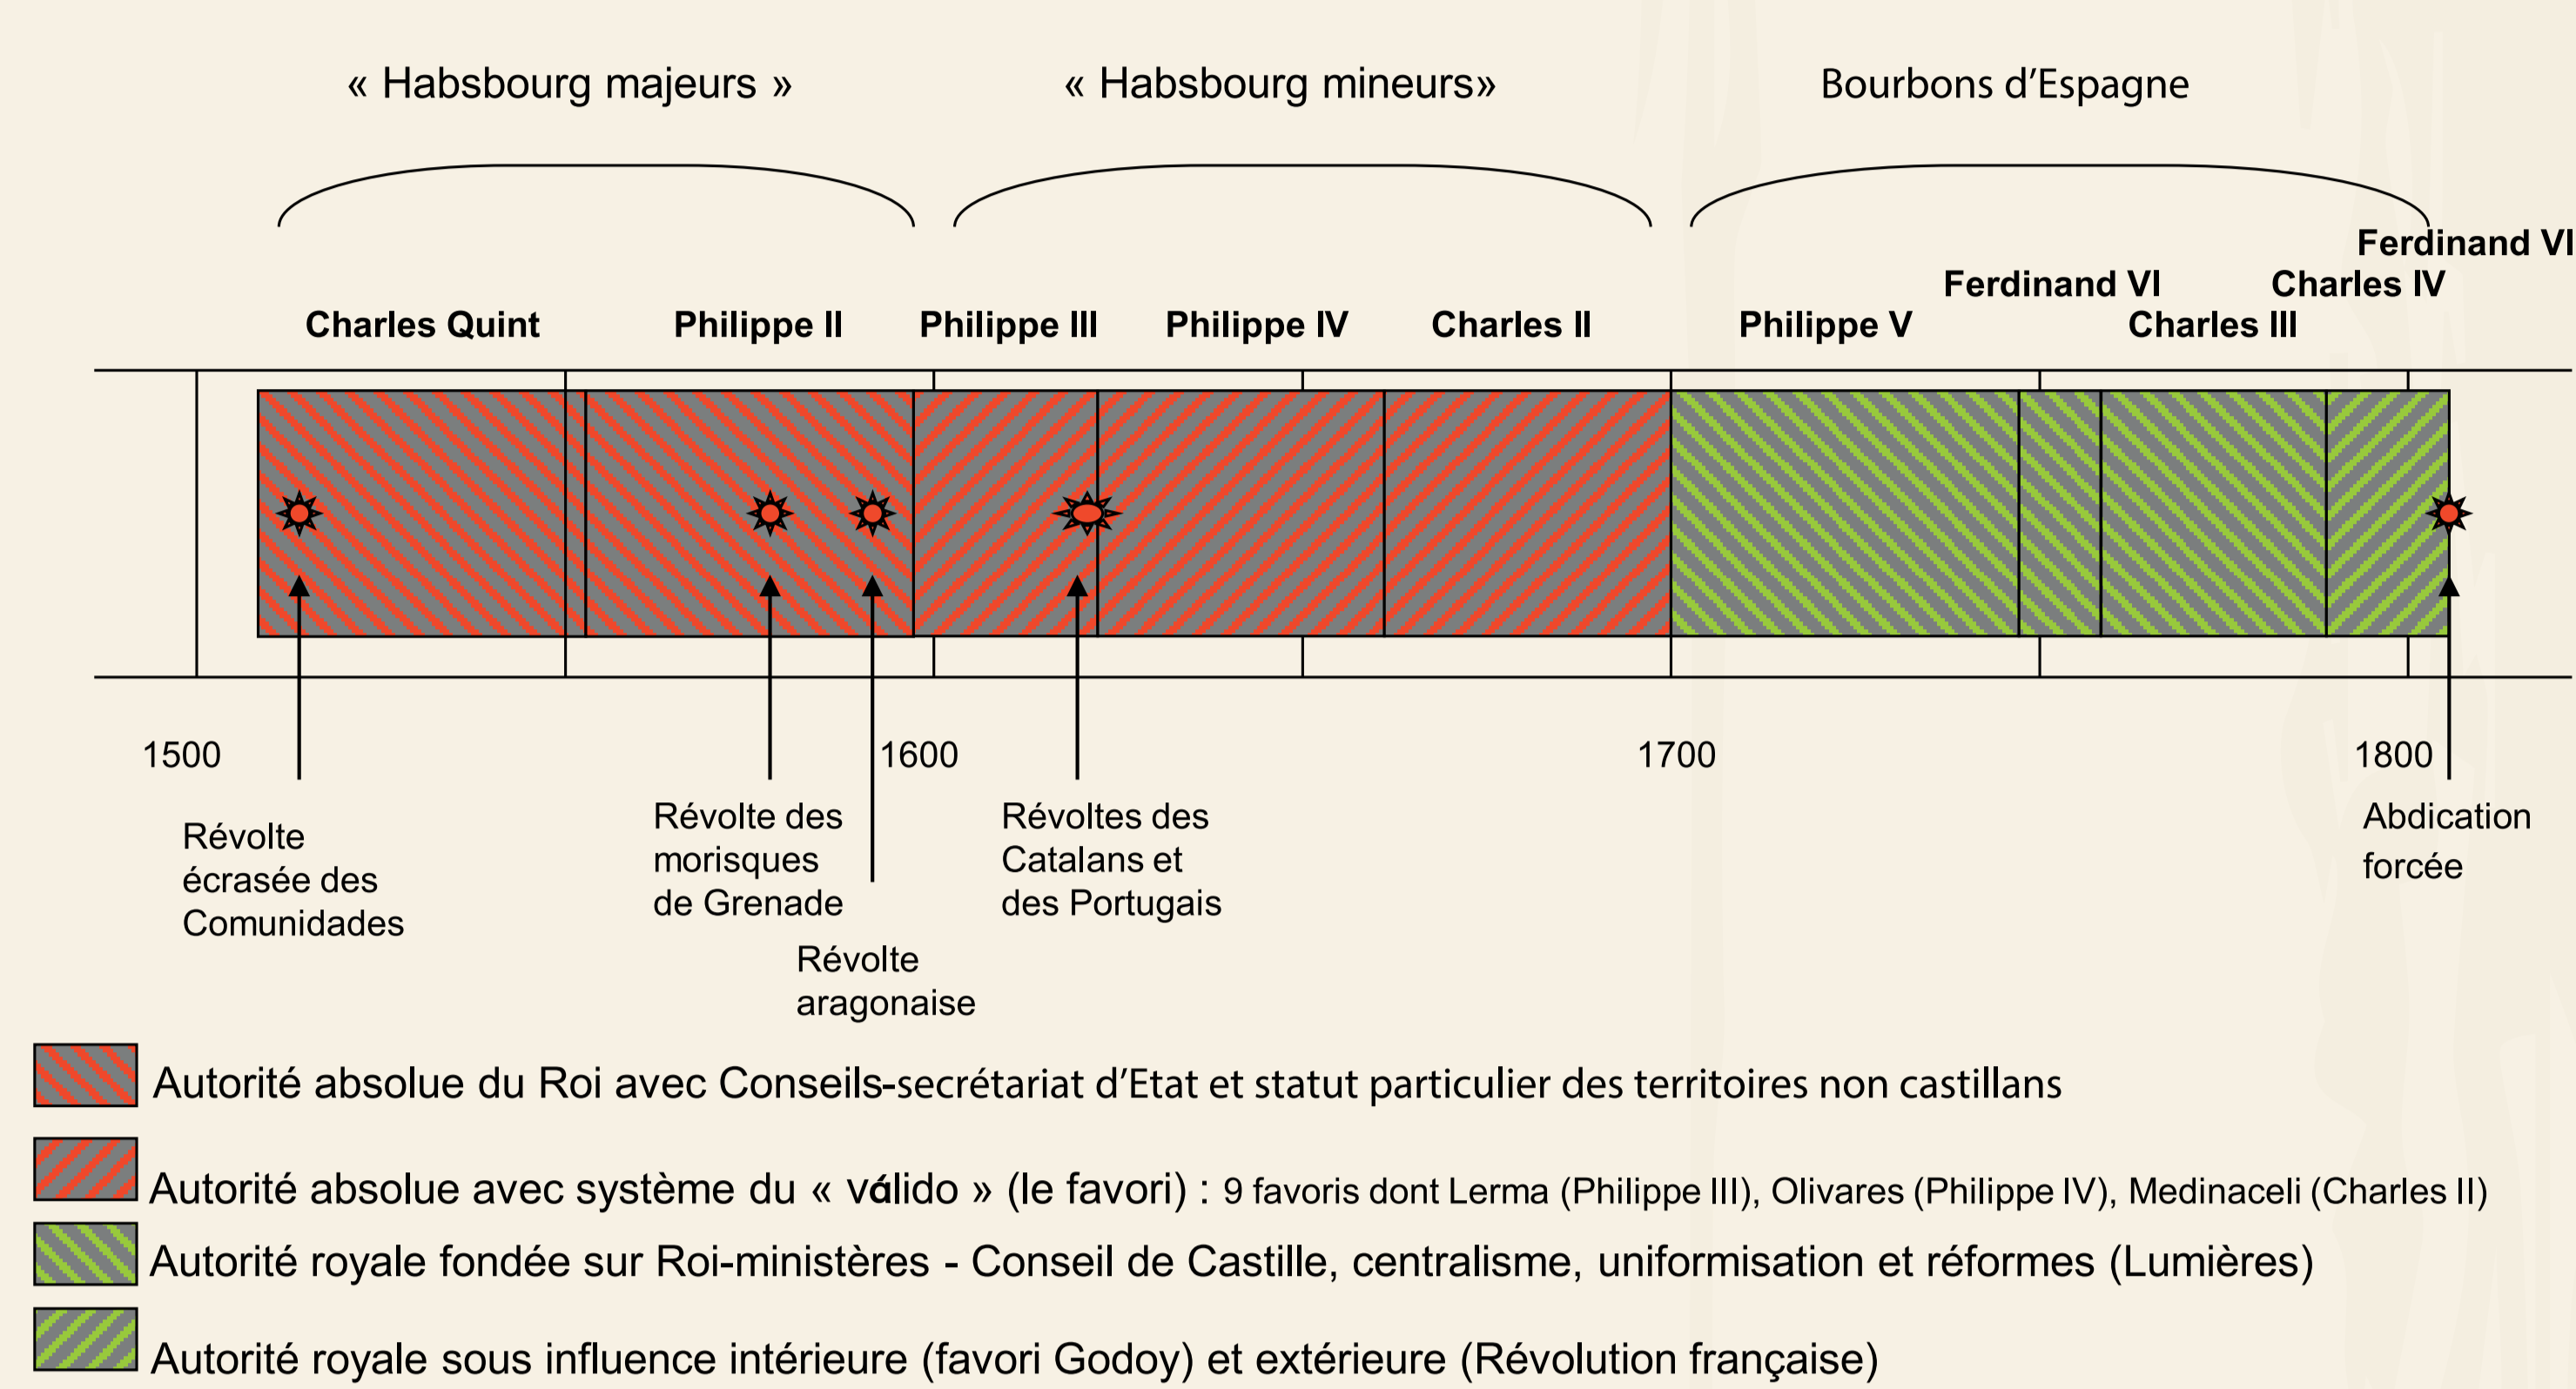 « Habsbourg majeurs »
« Habsbourg mineurs»
Bourbons d’Espagne
Ferdinand VI
Ferdinand VI
Charles IV
Charles Quint
Philippe II
Philippe III
Philippe IV
Charles II
Philippe V
Charles III
1500
1600
1700
1800
Révolte
écrasée des
Comunidades
Révolte des
morisques
de Grenade
Révolte
aragonaise
Révoltes des
Catalans et
des Portugais
Abdication
forcée
Autorité absolue du Roi avec Conseils-secrétariat d’Etat et statut particulier des territoires non castillans
Autorité absolue avec système du « válido » (le favori) : 9 favoris dont Lerma (Philippe III), Olivares (Philippe IV), Medinaceli (Charles II)
Autorité royale fondée sur Roi-ministères - Conseil de Castille, centralisme, uniformisation et réformes (Lumières)
Autorité royale sous influence intérieure (favori Godoy) et extérieure (Révolution française)